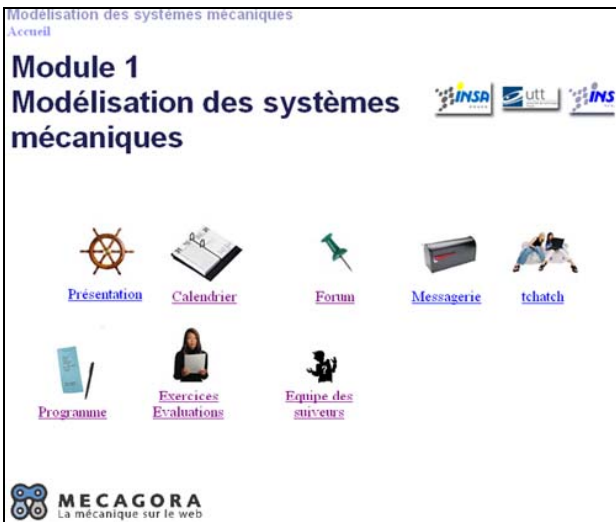 Modélisation des systèmes mécaniques
Accueil
Module 1
Modélisation des systèmes
mécaniques
INSA
utt
INS
Présentation
Calendrier
Forum
Messagerie
tchatch
Programme
Exercices
Evaluations
Equipe des
suiveurs
MECAGORA
La mécanique sur le web